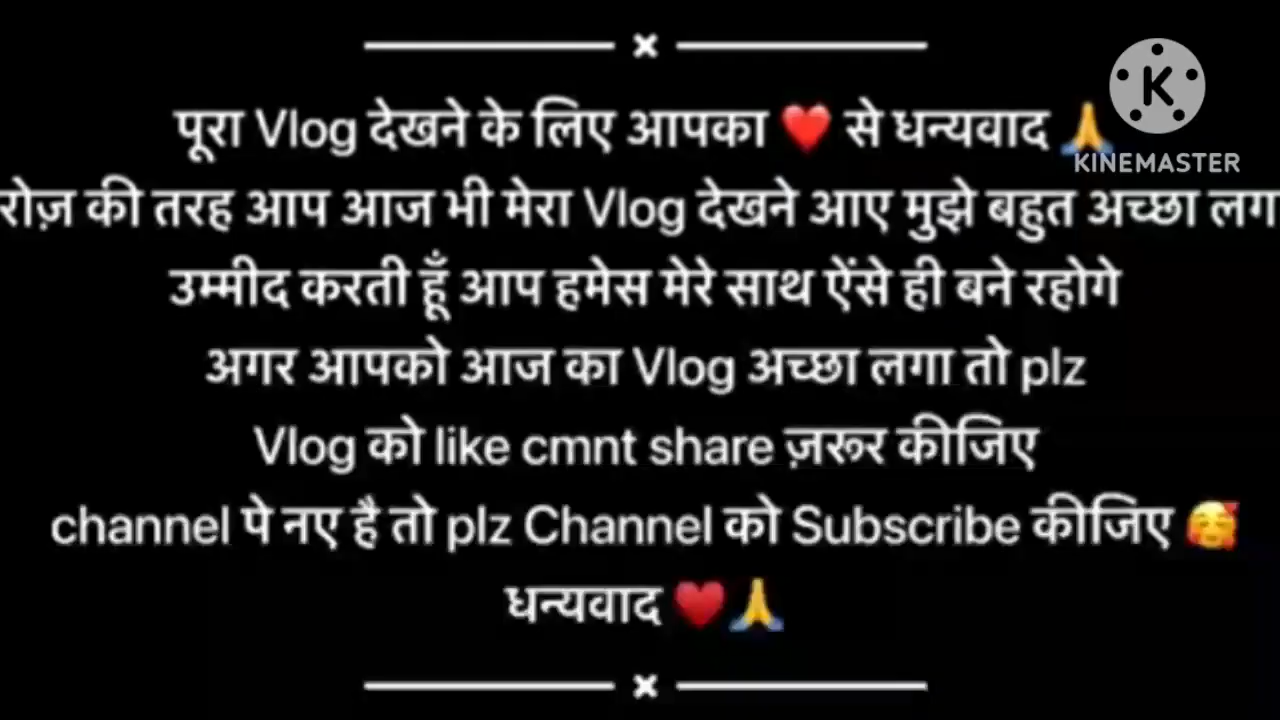 पूरा Vlog देखने के लिए आपका ❤️ से धन्यवाद 🙏
KINEMASTER
रोज़ की तरह आप आज भी मेरा Vlog देखने आए मुझे बहुत अच्छा लग
उम्मीद करती हूँ आप हमेस मेरे साथ ऐंसे ही बने रहोगे
अगर आपको आज का Vlog अच्छा लगा तो plz
Vlog को like cmnt share ज़रूर कीजिए
channel पे नए है तो plz Channel को Subscribe कीजिए 🥰
धन्यवाद ♥️🙏